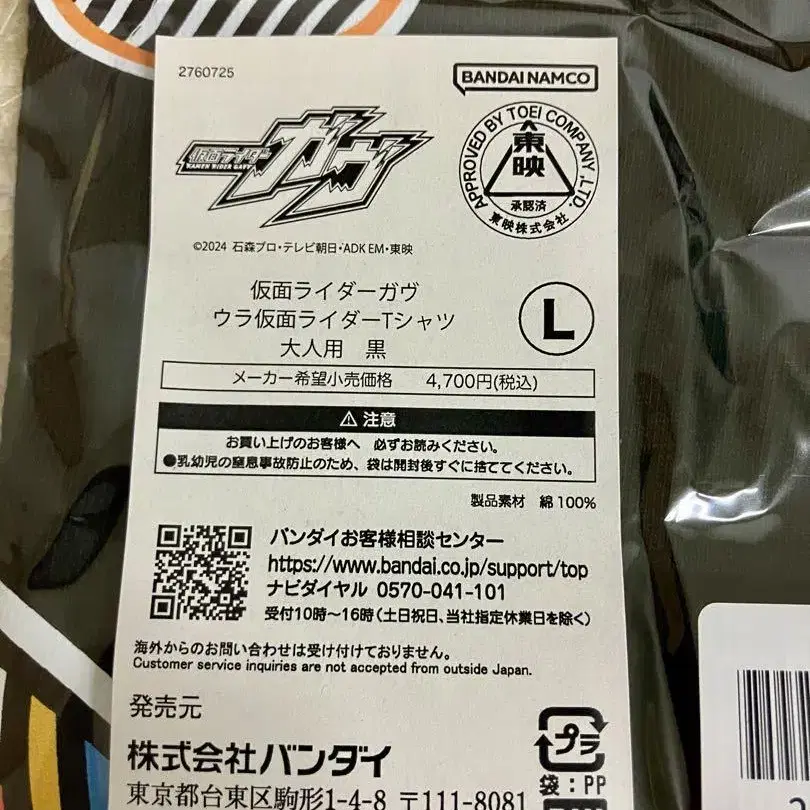 2760725
BANDAI NAMCO
仮面ライダー
KAMEN RIDER GAVV
ガヴ
APPROVED BY TOEI COMPANY, LTD.
東映
承認済
東映株式会社
©2024 石森プロ・テレビ朝日・ADK EM・東映
仮面ライダーガヴ
ウラ仮面ライダーTシャツ
大人用 黒
L
メーカー希望小売価格 4,700円(税込)
⚠注意
お買い上げのお客様へ 必ずお読みください。
●乳幼児の窒息事故防止のため、袋は開封後すぐに捨ててください。
製品素材 綿100%
バンダイお客様相談センター
https://www.bandai.co.jp/support/top
ナビダイヤル 0570-041-101
受付10時〜16時(土日祝日、当社指定休業日を除く)
海外からのお問い合わせは受け付けておりません。
Customer service inquiries are not accepted from outside Japan.
発売元
株式会社バンダイ
東京都台東区駒形1-4-8 〒111-8081
プラ
袋:PP